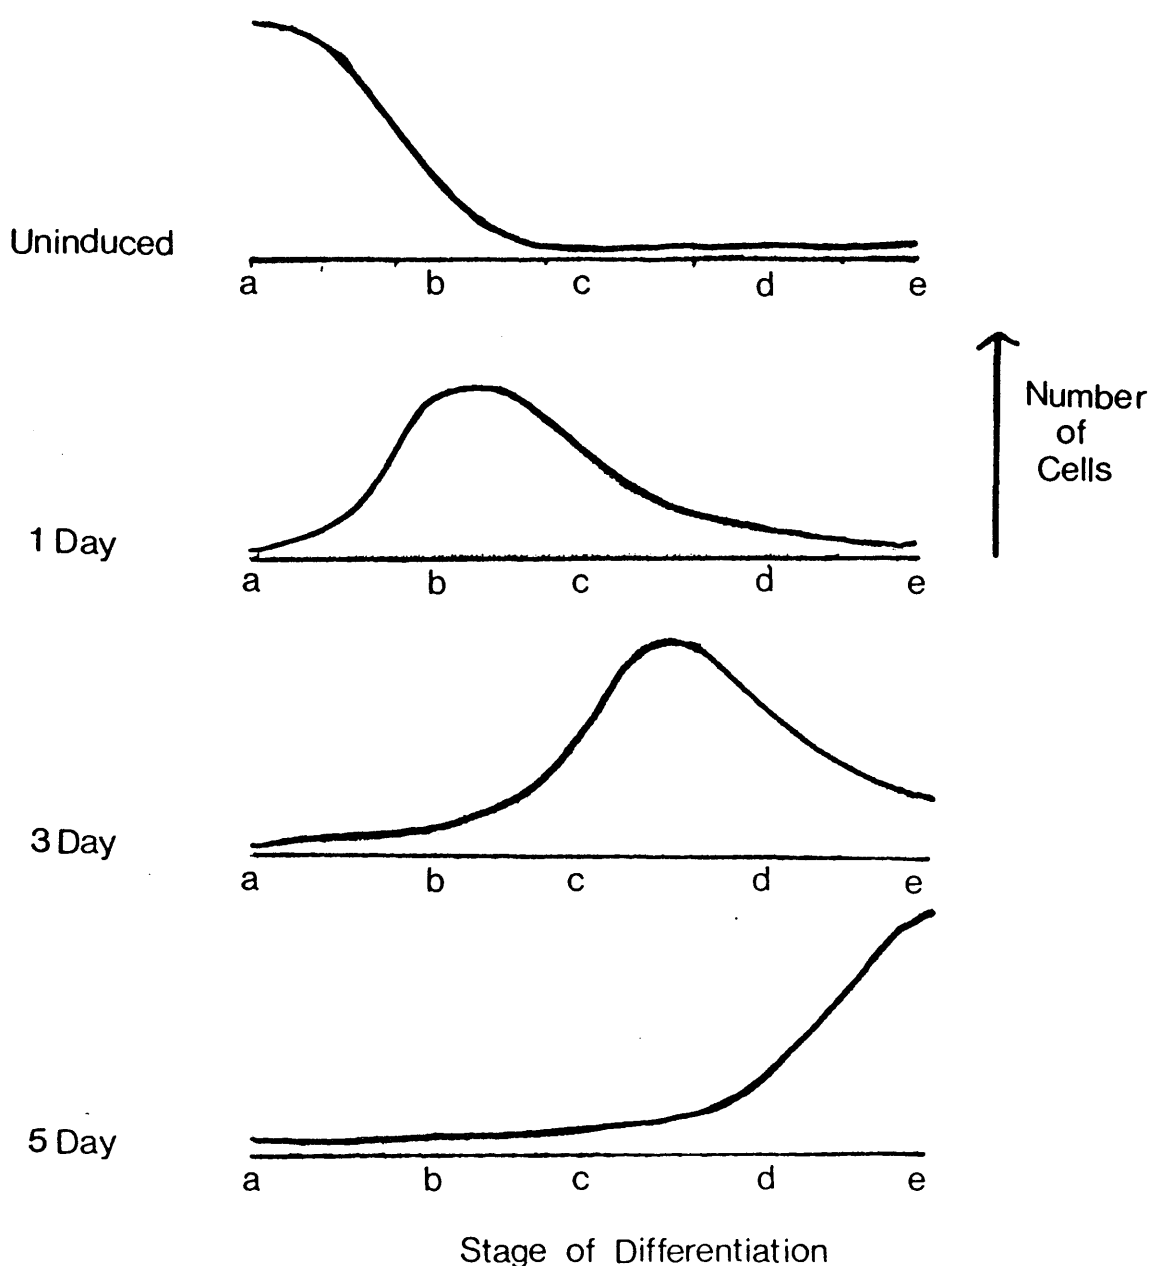 Uninduced
a b c d e
Number
of
Cells
1 Day
a b c d e
3 Day
a b c d e
5 Day
a b c d e
Stage of Differentiation